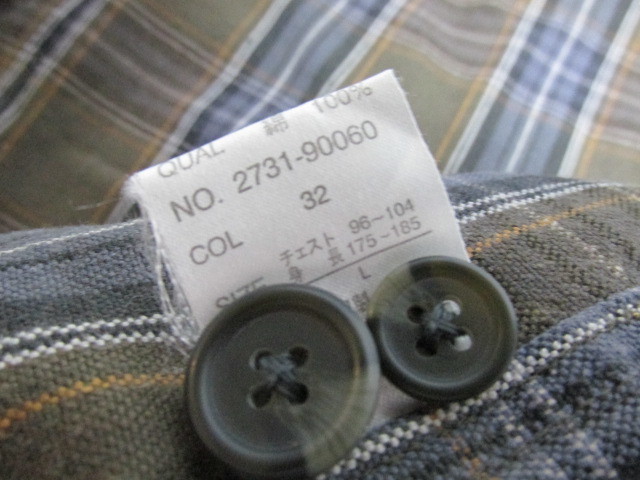 QUAL 綿 100%
NO. 2731-90060
COL 32
SIZE チェスト 96~104
身長 175~185
L